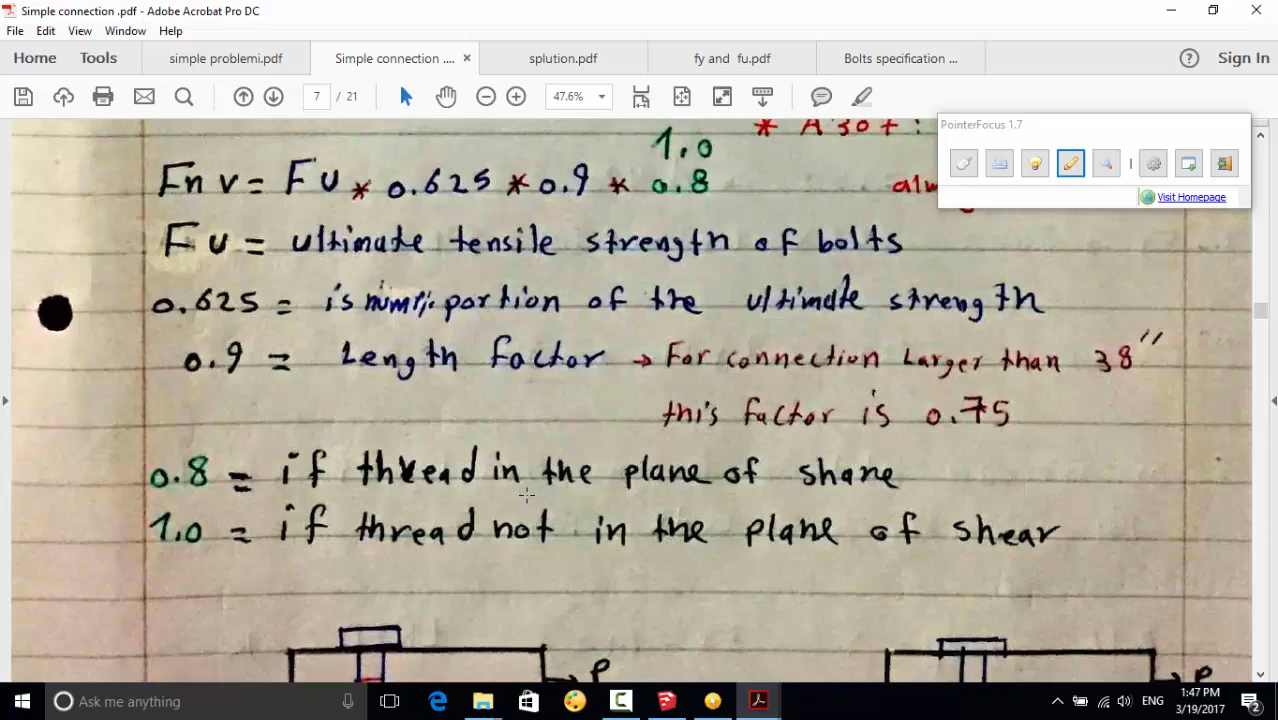 Simple connection .pdf - Adobe Acrobat Pro DC
File Edit View Window Help
Home Tools simple problemi.pdf Simple connection .... × splution.pdf fy and fu.pdf Bolts specification ... Sign In
7 / 21 47.6%
PointerFocus 1.7
Visit Homepage
1.0
* A307:
Fnv = Fu * 0.625 * 0.9 * 0.8
Fu = ultimate tensile strength of bolts
0.625 = is portion of the ultimate strength
0.9 = Length factor → For connection Larger than 38"
this factor is 0.75
0.8 = if thread in the plane of share
1.0 = if thread not in the plane of shear
P P
Ask me anything
ENG 1:47 PM
3/19/2017
2